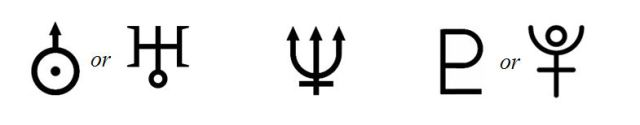 ⛢ or ♅ ♆ ♇ or ⯓